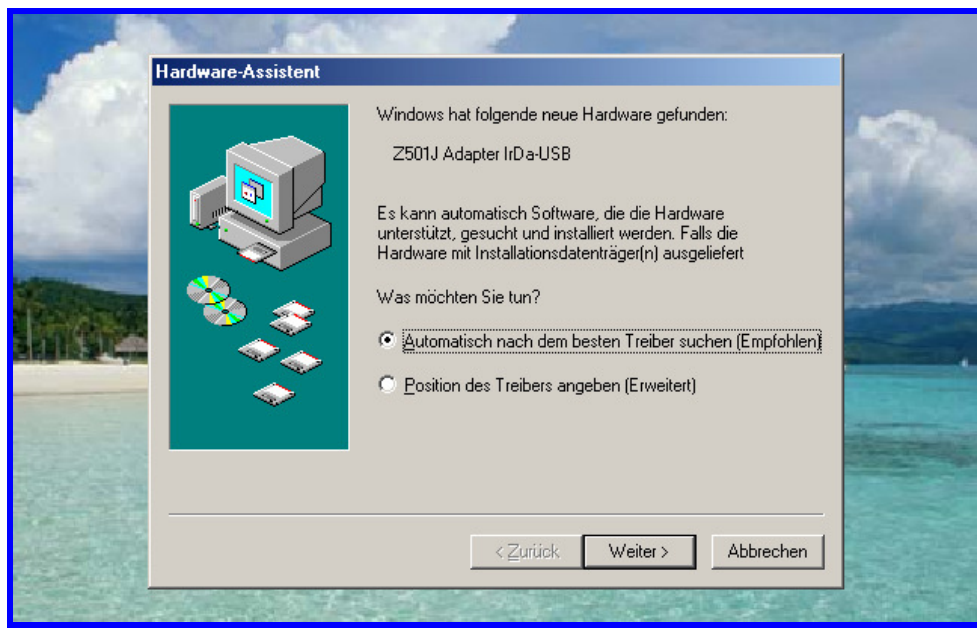 Hardware-Assistent
Windows hat folgende neue Hardware gefunden:
Z501J Adapter IrDa-USB
Es kann automatisch Software, die die Hardware
unterstützt, gesucht und installiert werden. Falls die
Hardware mit Installationsdatenträger(n) ausgeliefert
Was möchten Sie tun?
Automatisch nach dem besten Treiber suchen (Empfohlen)
Position des Treibers angeben (Erweitert)
< Zurück
Weiter >
Abbrechen